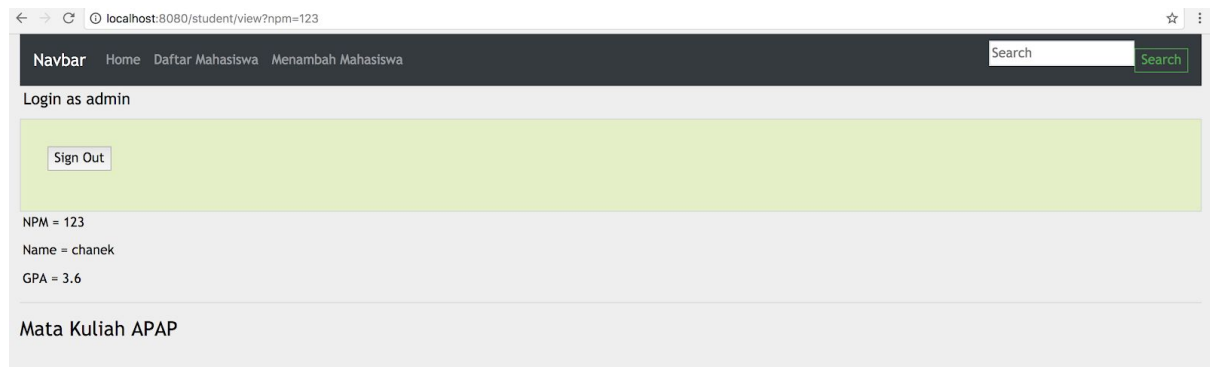 localhost:8080/student/view?npm=123
Navbar Home Daftar Mahasiswa Menambah Mahasiswa Search Search
Login as admin
Sign Out
NPM = 123
Name = chanek
GPA = 3.6
Mata Kuliah APAP